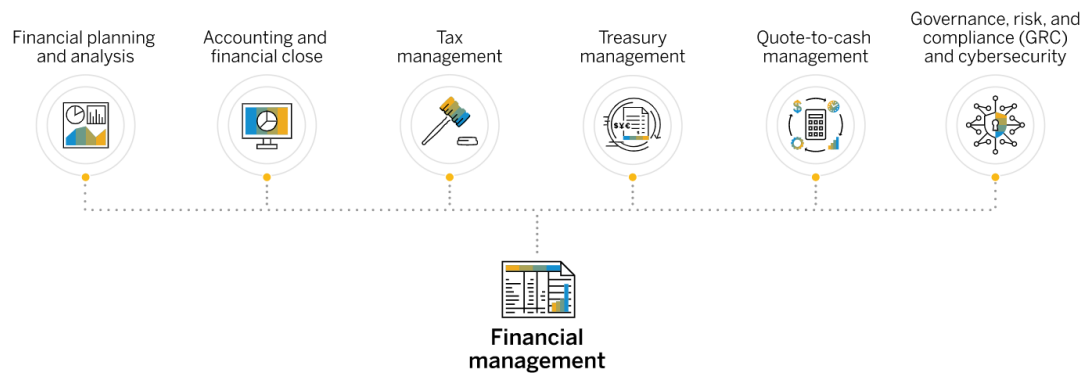 Financial planning
and analysis
Accounting and
financial close
Tax
management
Treasury
management
Quote-to-cash
management
Governance, risk, and
compliance (GRC)
and cybersecurity
$¥€
$
Financial
management